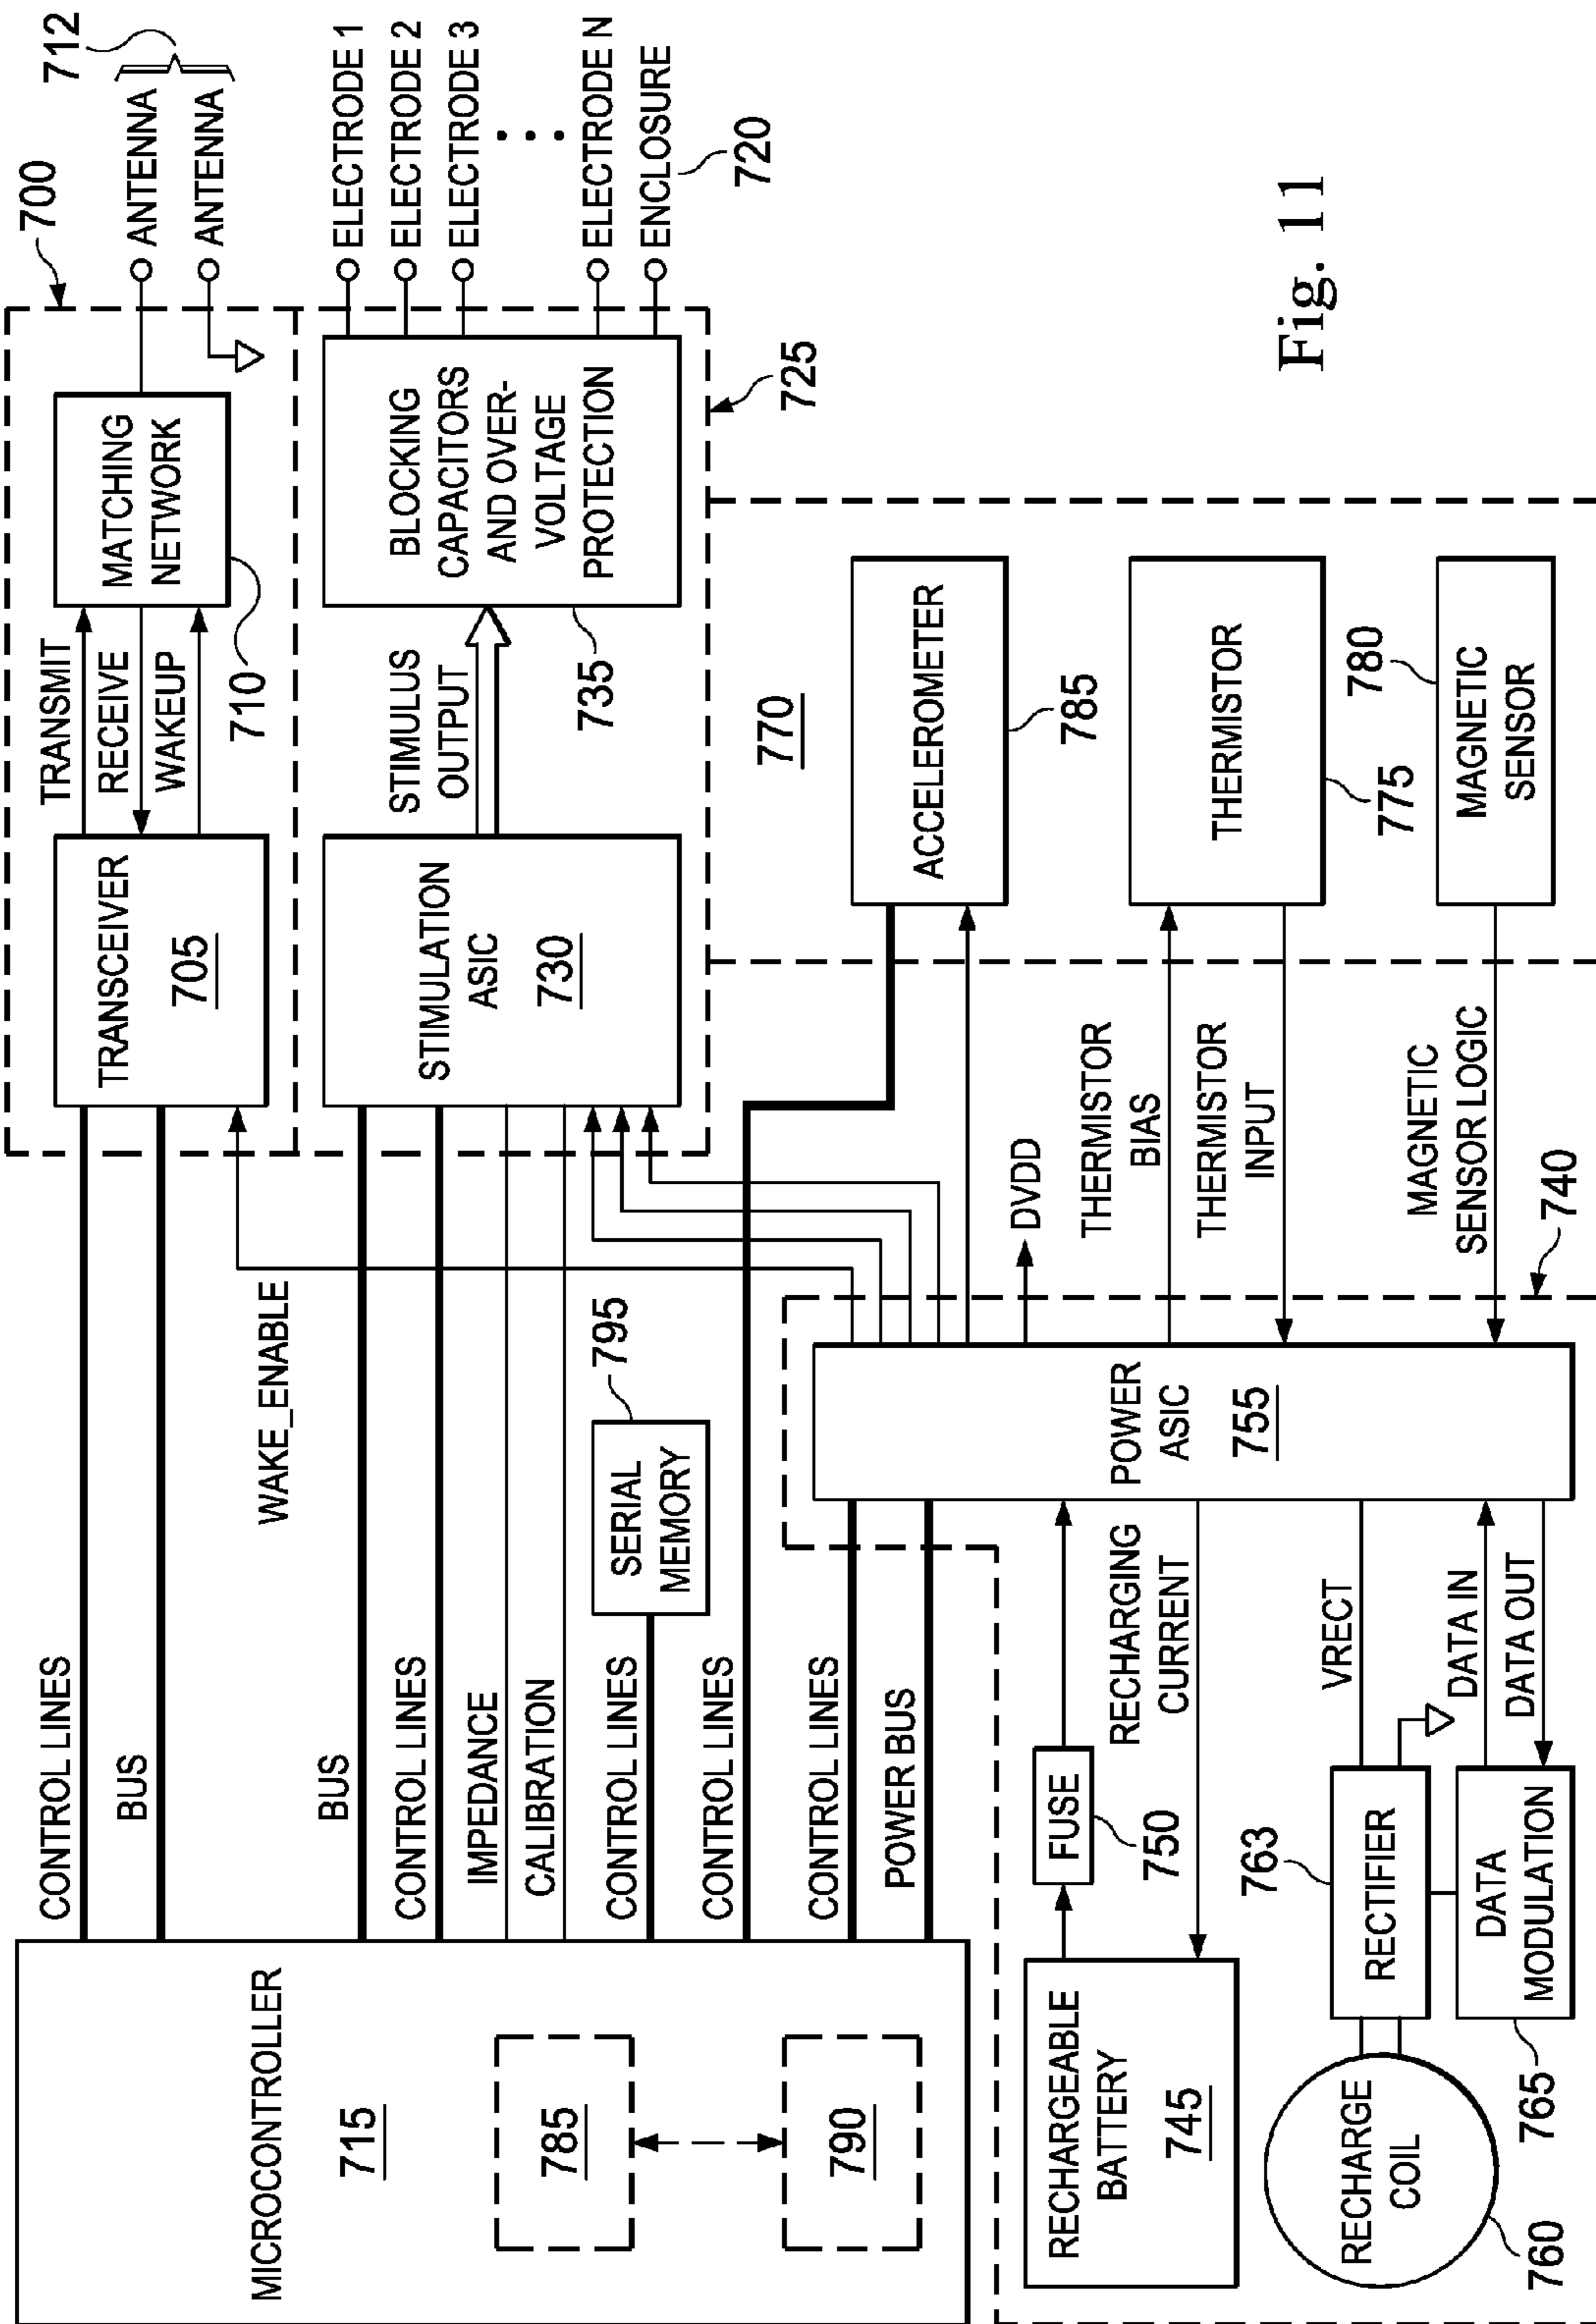 700
712
ANTENNA
ANTENNA
TRANSMIT
RECEIVE
WAKEUP
MATCHING
NETWORK
710
TRANSCEIVER
705
CONTROL LINES
BUS
WAKE_ENABLE
MICROCONTROLLER
715
785
790
BUS
CONTROL LINES
IMPEDANCE
CALIBRATION
CONTROL LINES
CONTROL LINES
CONTROL LINES
POWER BUS
SERIAL
MEMORY
795
STIMULATION
ASIC
730
STIMULUS
OUTPUT
BLOCKING
CAPACITORS
AND OVER-
VOLTAGE
PROTECTION
735
725
ELECTRODE 1
ELECTRODE 2
ELECTRODE 3
ELECTRODE N
ENCLOSURE
720
770
ACCELEROMETER
785
THERMISTOR
775
780
MAGNETIC
SENSOR
DVDD
THERMISTOR
BIAS
THERMISTOR
INPUT
MAGNETIC
SENSOR LOGIC
740
POWER
ASIC
755
RECHARGEABLE
BATTERY
745
FUSE
750
RECHARGING
CURRENT
VRECT
DATA IN
DATA OUT
763
RECTIFIER
DATA
MODULATION
765
RECHARGE
COIL
760
Fig. 11